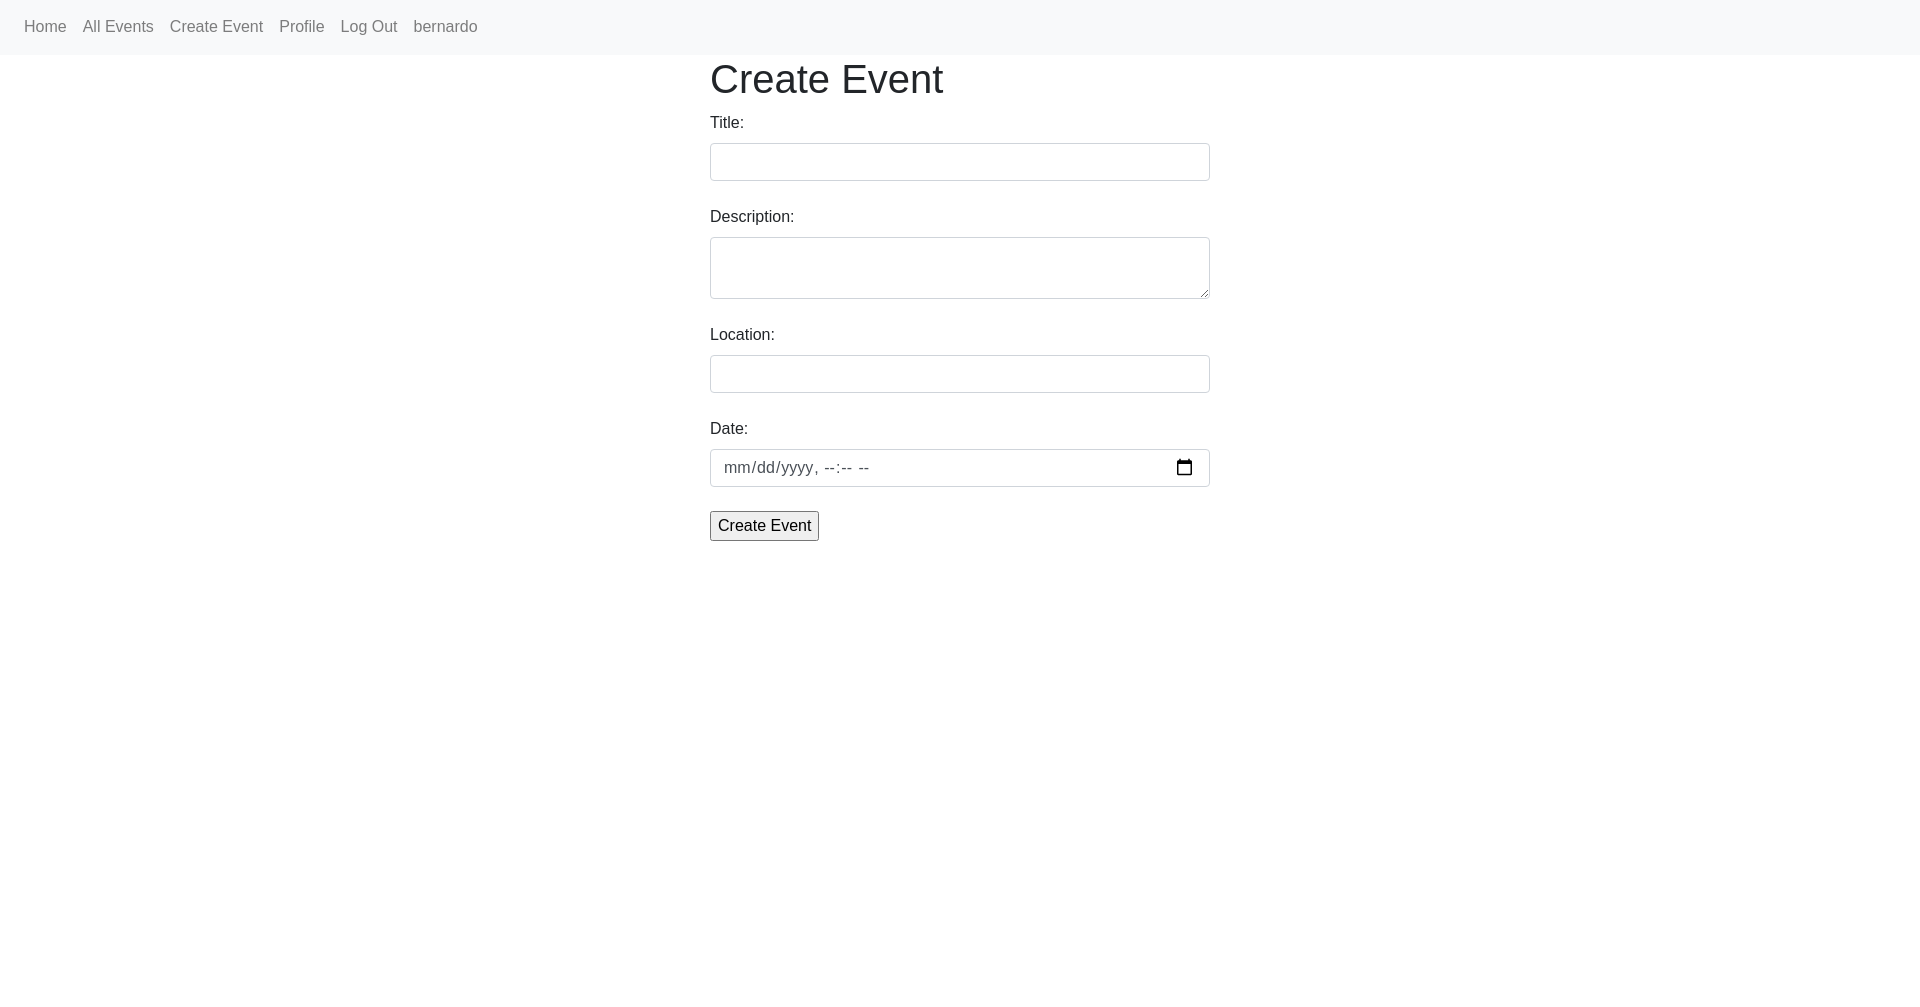 Home All Events Create Event Profile Log Out bernardo
Create Event
Title:
Description:
Location:
Date:
mm/dd/yyyy, --:-- --
Create Event